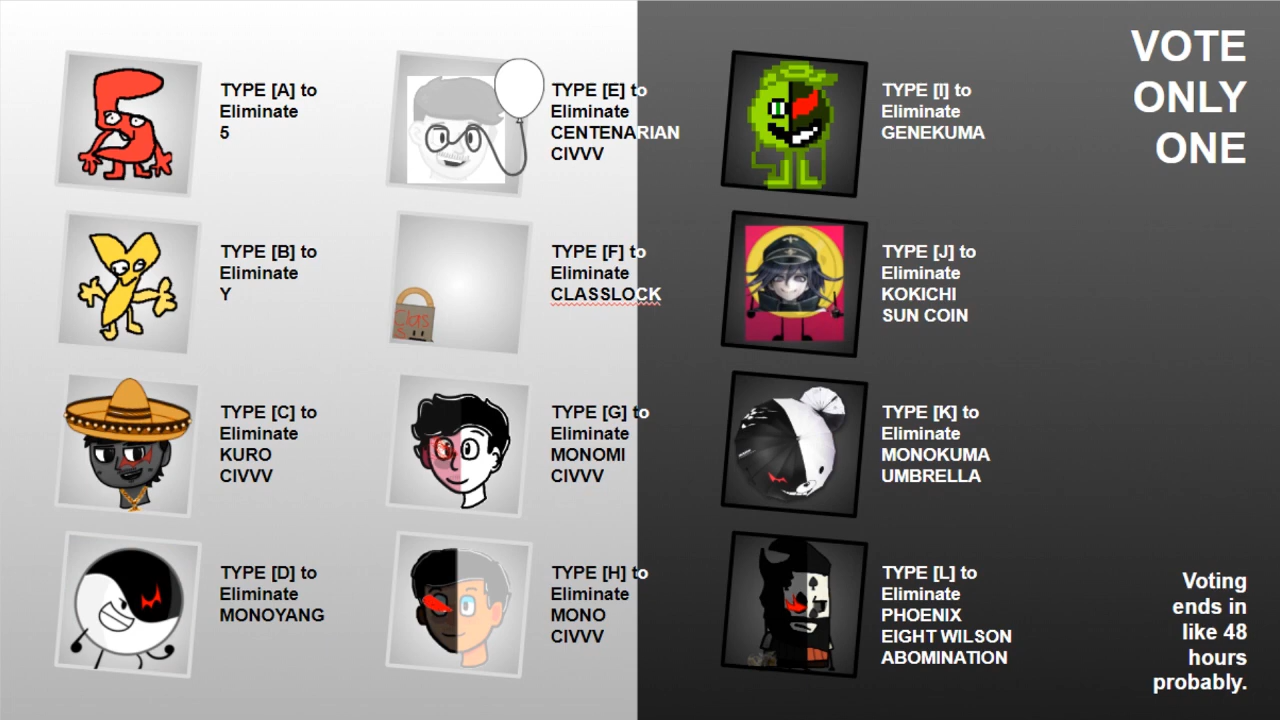 TYPE [A] to
Eliminate
5
TYPE [B] to
Eliminate
Y
TYPE [C] to
Eliminate
KURO
CIVVV
TYPE [D] to
Eliminate
MONOYANG
TYPE [E] to
Eliminate
CENTENARIAN
CIVVV
TYPE [F] to
Eliminate
CLASSLOCK
Clas
s
TYPE [G] to
Eliminate
MONOMI
CIVVV
TYPE [H] to
Eliminate
MONO
CIVVV
TYPE [I] to
Eliminate
GENEKUMA
TYPE [J] to
Eliminate
KOKICHI
SUN COIN
TYPE [K] to
Eliminate
MONOKUMA
UMBRELLA
TYPE [L] to
Eliminate
PHOENIX
EIGHT WILSON
ABOMINATION
VOTE
ONLY
ONE
Voting
ends in
like 48
hours
probably.